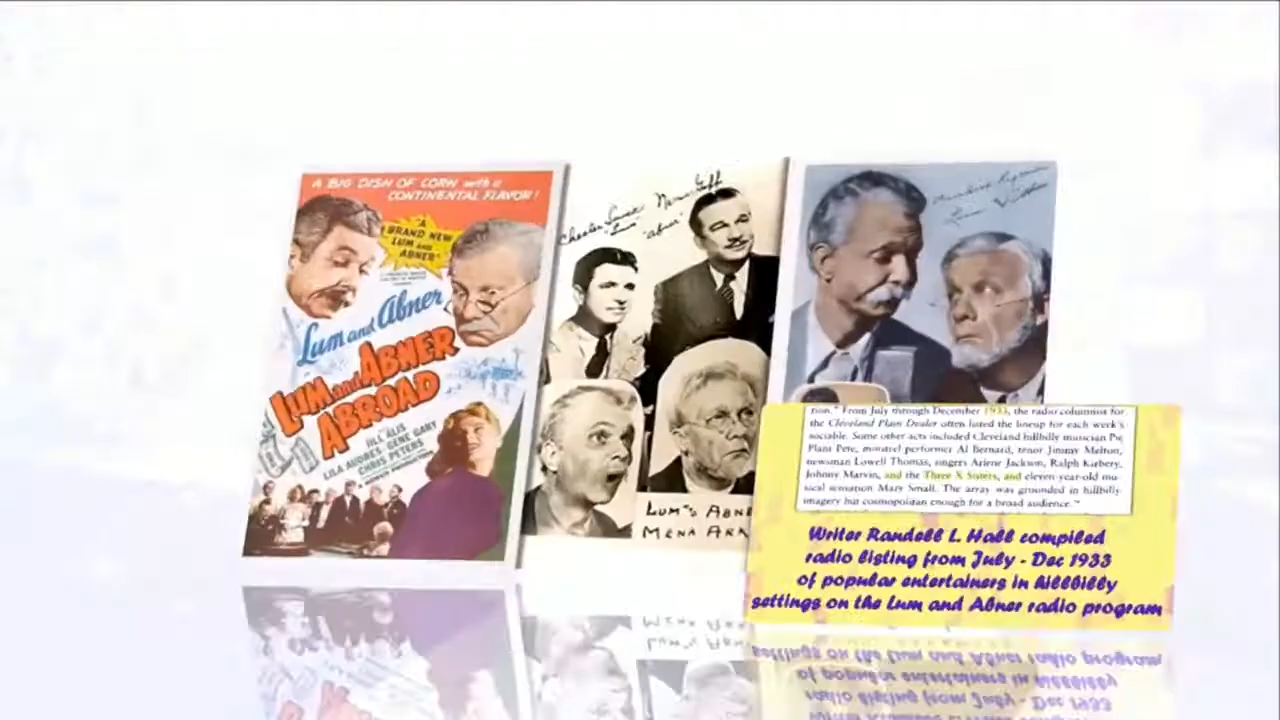 A BIG DISH OF CORN with a
CONTINENTAL FLAVOR!
"A
BRAND NEW
LUM AND
ABNER"
Lum and Abner
LUM and ABNER
ABROAD
JILL ALIS
LILA AUDRES GENE GARY
CHRIS PETERS
Chester Lauck Norris Goff
"Lum" "Abner"
LUM
MENA
tion." From July through December 1933, the radio columnist for
the Cleveland Plain Dealer often listed the lineup for each week's
sociable. Some other acts included Cleveland hillbilly musician Pie
Plant Pete, minstrel performer Al Bernard, tenor Jimmy Melton,
newsman Lowell Thomas, singers Arlene Jackson, Ralph Kirbery,
Johnny Marvin, and the Three X Sisters, and eleven-year-old mu-
sical sensation Mary Small. The array was grounded in hillbilly
imagery but cosmopolitan enough for a broad audience."
Writer Randell L. Hall compiled
radio listing from July - Dec 1933
of popular entertainers in hillbilly
settings on the Lum and Abner radio program